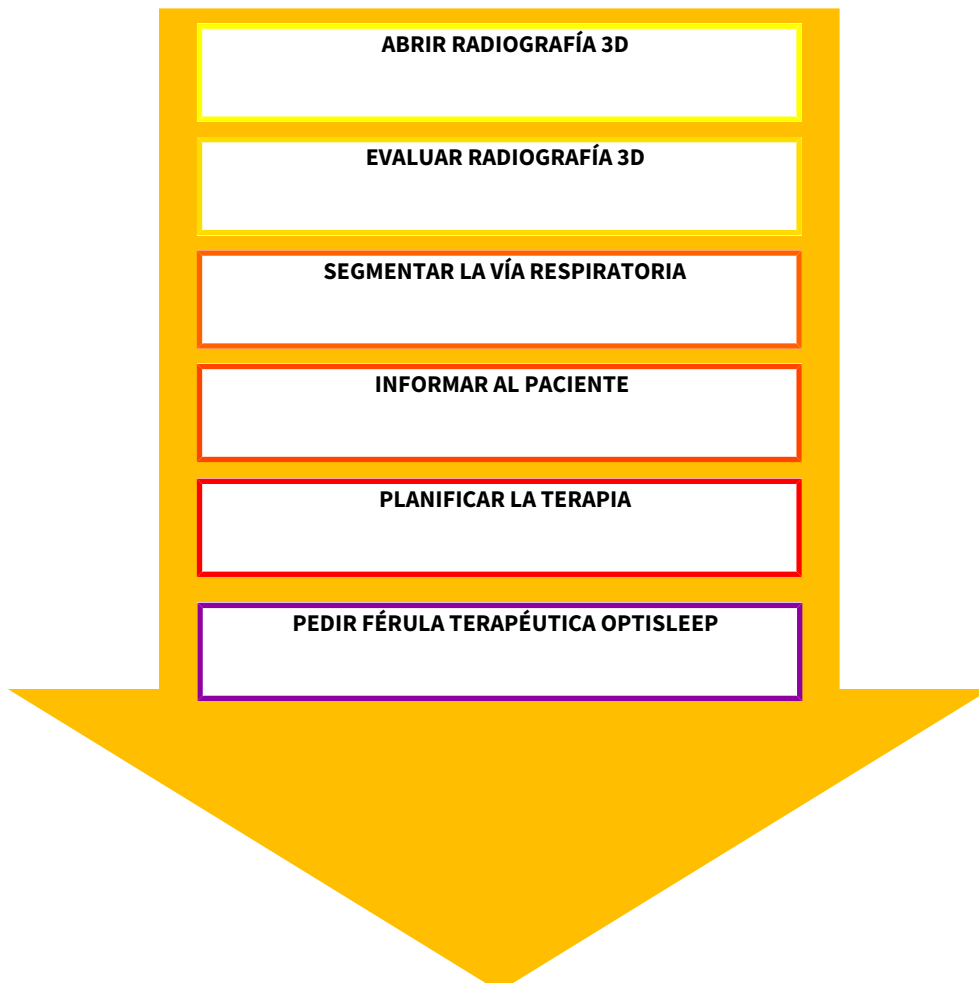 ABRIR RADIOGRAFÍA 3D
EVALUAR RADIOGRAFÍA 3D
SEGMENTAR LA VÍA RESPIRATORIA
INFORMAR AL PACIENTE
PLANIFICAR LA TERAPIA
PEDIR FÉRULA TERAPÉUTICA OPTISLEEP